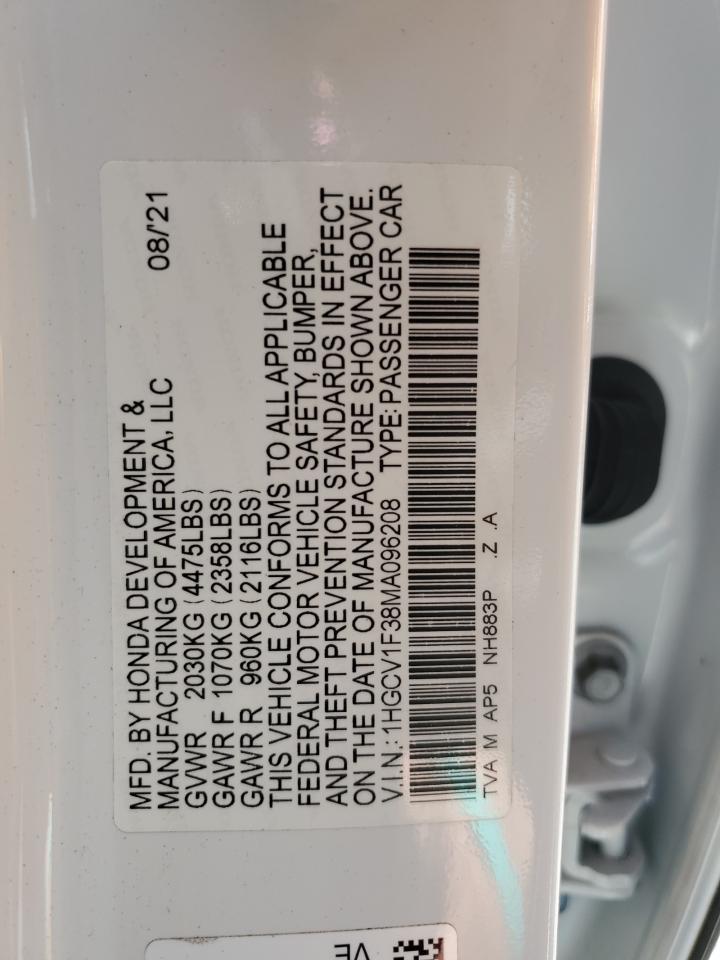 MFD. BY HONDA DEVELOPMENT &
MANUFACTURING OF AMERICA, LLC 08/'21
GVWR 2030KG (4475LBS)
GAWR F 1070KG (2358LBS)
GAWR R 960KG (2116LBS)
THIS VEHICLE CONFORMS TO ALL APPLICABLE
FEDERAL MOTOR VEHICLE SAFETY, BUMPER,
AND THEFT PREVENTION STANDARDS IN EFFECT
ON THE DATE OF MANUFACTURE SHOWN ABOVE.
V.I.N.: 1HGCV1F38MA096208 TYPE: PASSENGER CAR
TVA M AP5 NH883P .Z .A
VE